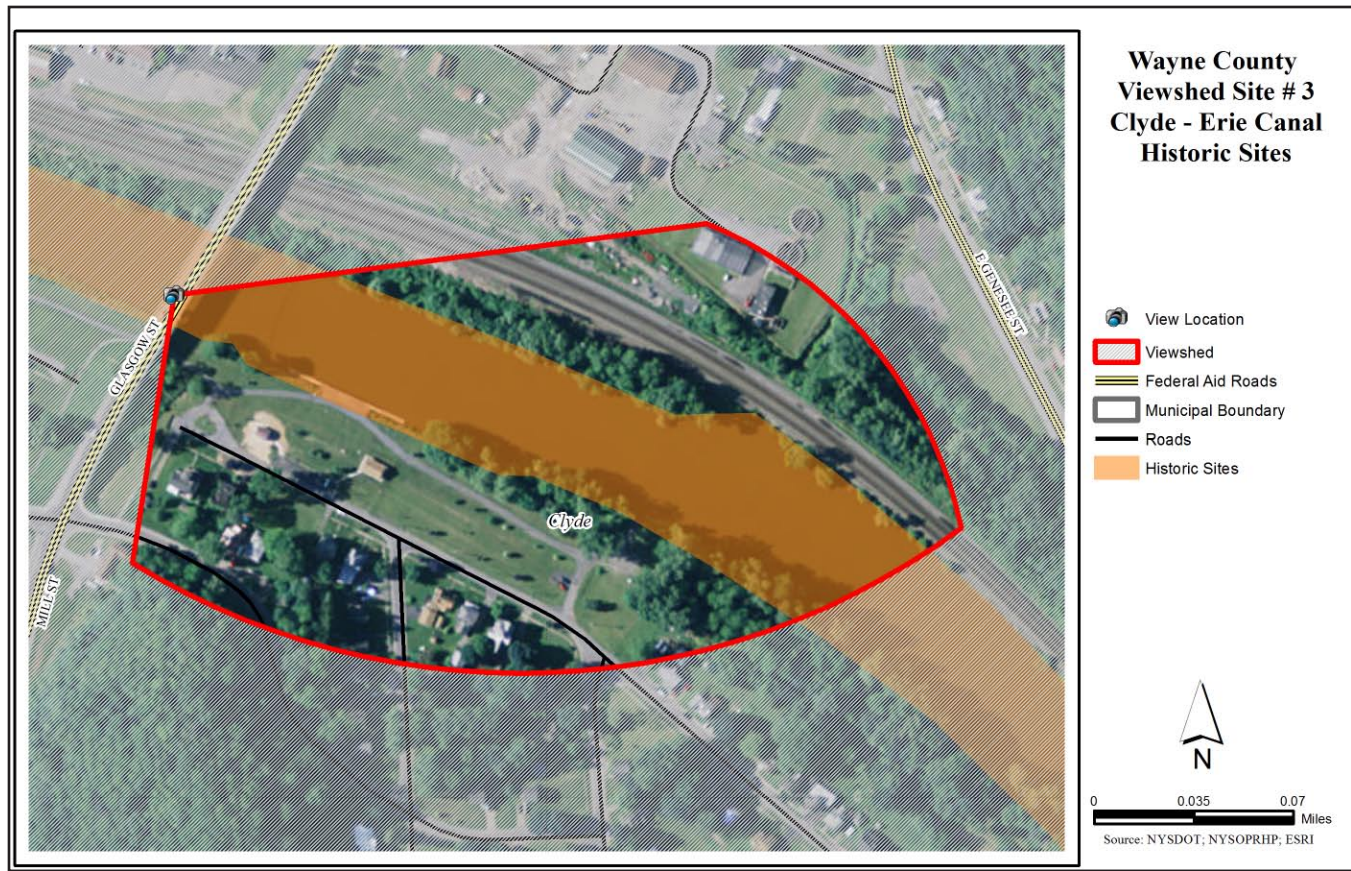 Wayne County
Viewshed Site # 3
Clyde - Erie Canal
Historic Sites
GLASGOW ST
E GENESEE ST
MILL ST
Clyde
View Location
Viewshed
Federal Aid Roads
Municipal Boundary
Roads
Historic Sites
N
0 0.035 0.07
Miles
Source: NYSDOT; NYSOPRHP; ESRI